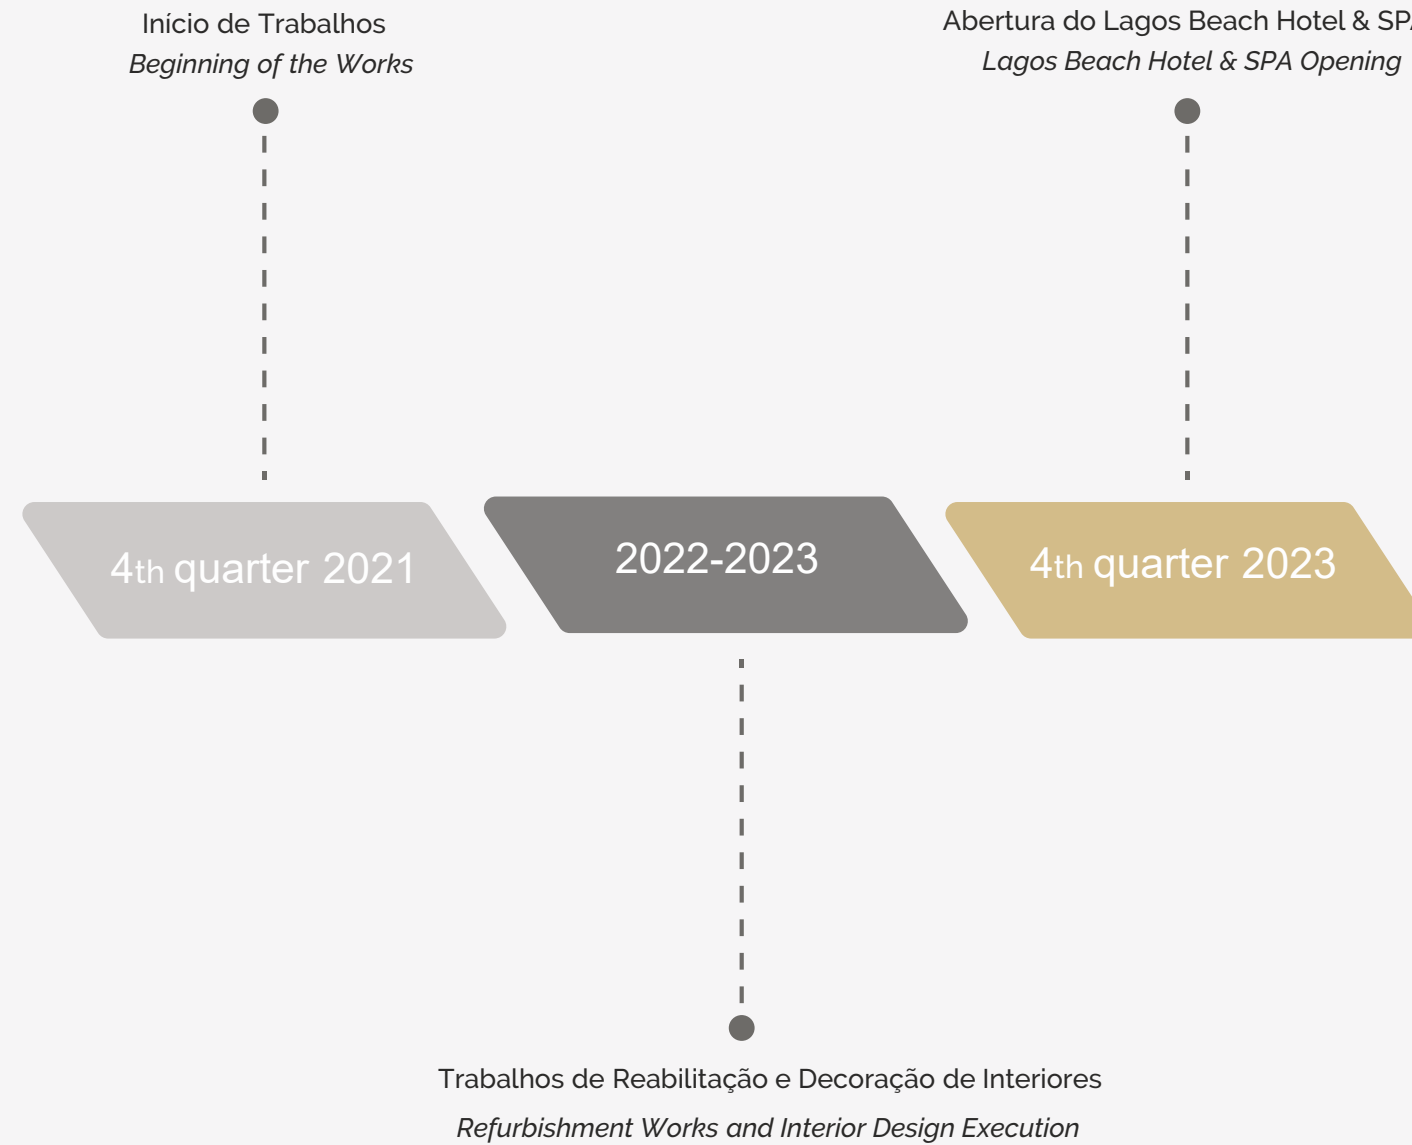 Início de Trabalhos
Beginning of the Works
Abertura do Lagos Beach Hotel & SPA
Lagos Beach Hotel & SPA Opening
4th quarter 2021
2022-2023
4th quarter 2023
Trabalhos de Reabilitação e Decoração de Interiores
Refurbishment Works and Interior Design Execution